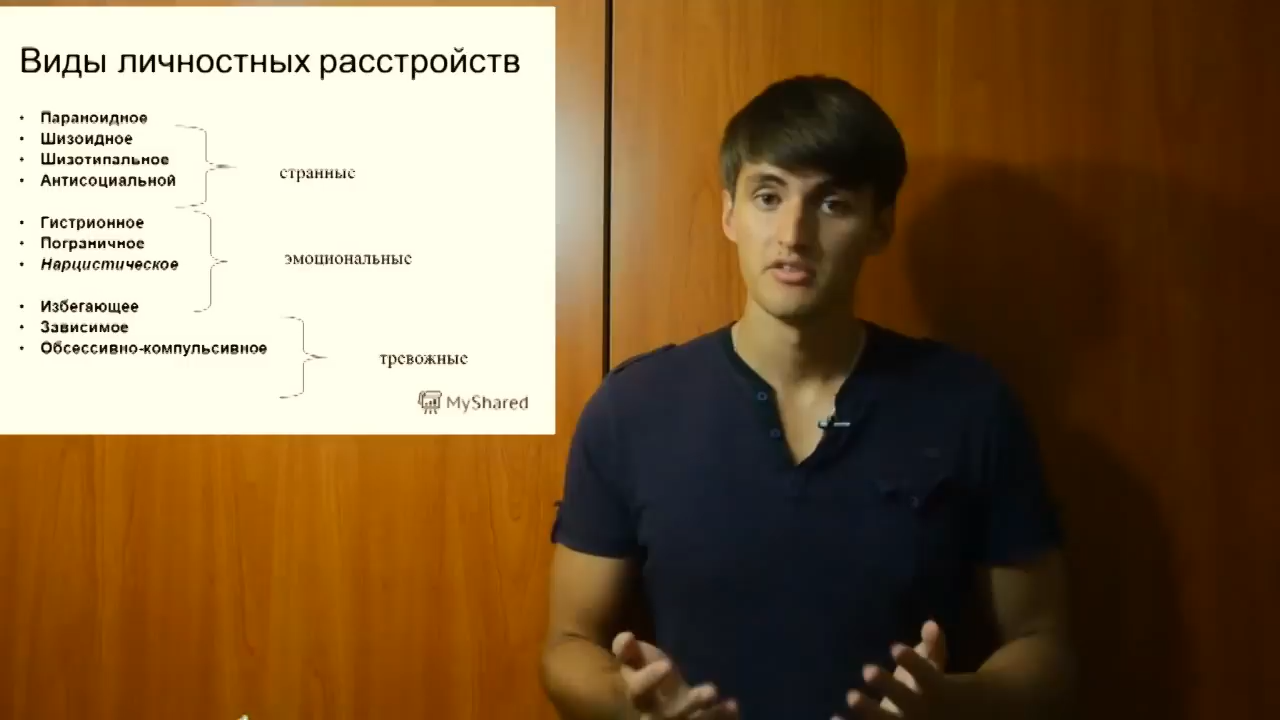 Виды личностных расстройств
• Параноидное
• Шизоидное
• Шизотипальное
• Антисоциальной
странные
• Гистрионное
• Пограничное
• Нарцистическое
эмоциональные
• Избегающее
• Зависимое
• Обсессивно-компульсивное
тревожные
MyShared